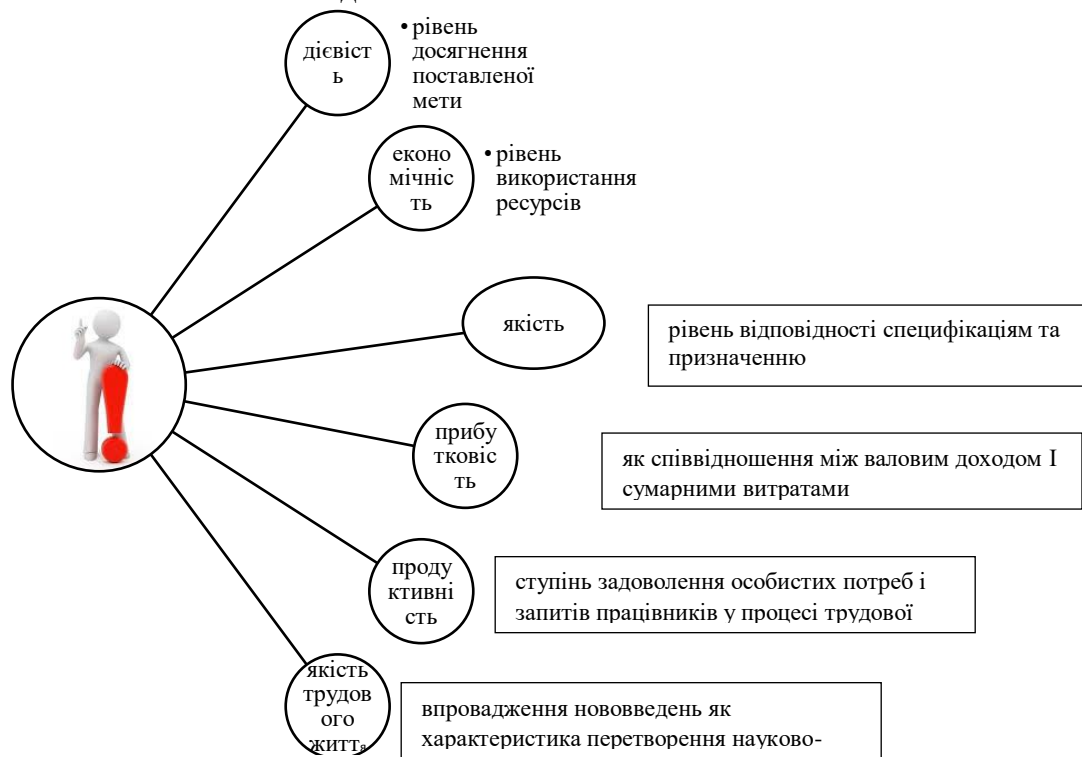 дієвіст
ь
• рівень
досягнення
поставленої
мети
еконо
мічніс
ть
• рівень
використання
ресурсів
якість
рівень відповідності специфікаціям та
призначенню
прибу
тковіс
ть
як співвідношення між валовим доходом І
сумарними витратами
проду
ктивні
сть
ступінь задоволення особистих потреб і
запитів працівників у процесі трудової
якість
трудов
ого
життя
впровадження нововведень як
характеристика перетворення науково-